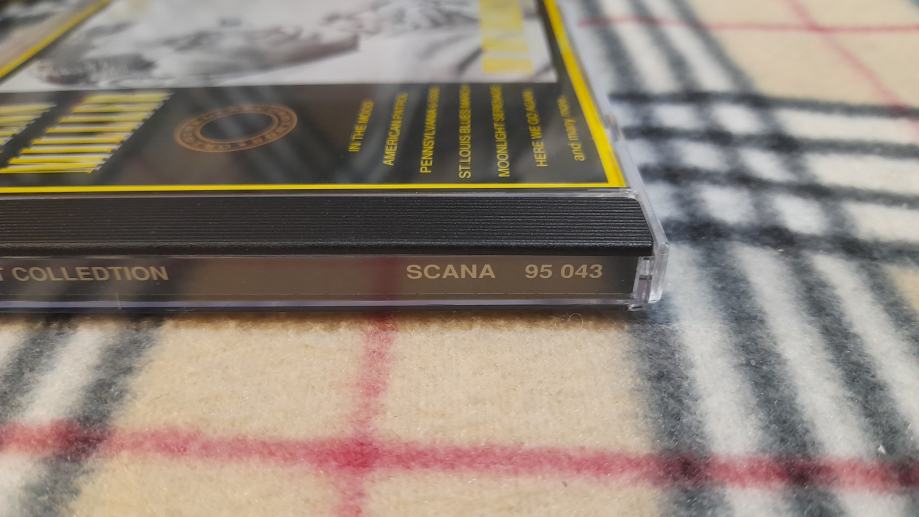 IN THE MOOD
AMERICAN PATROL
PENNSYLVANIA 6-5000
ST. LOUIS BLUES MARCH
MOONLIGHT SERENADE
HERE WE GO AGAIN
and many more...
T COLLEDTION
SCANA 95 043